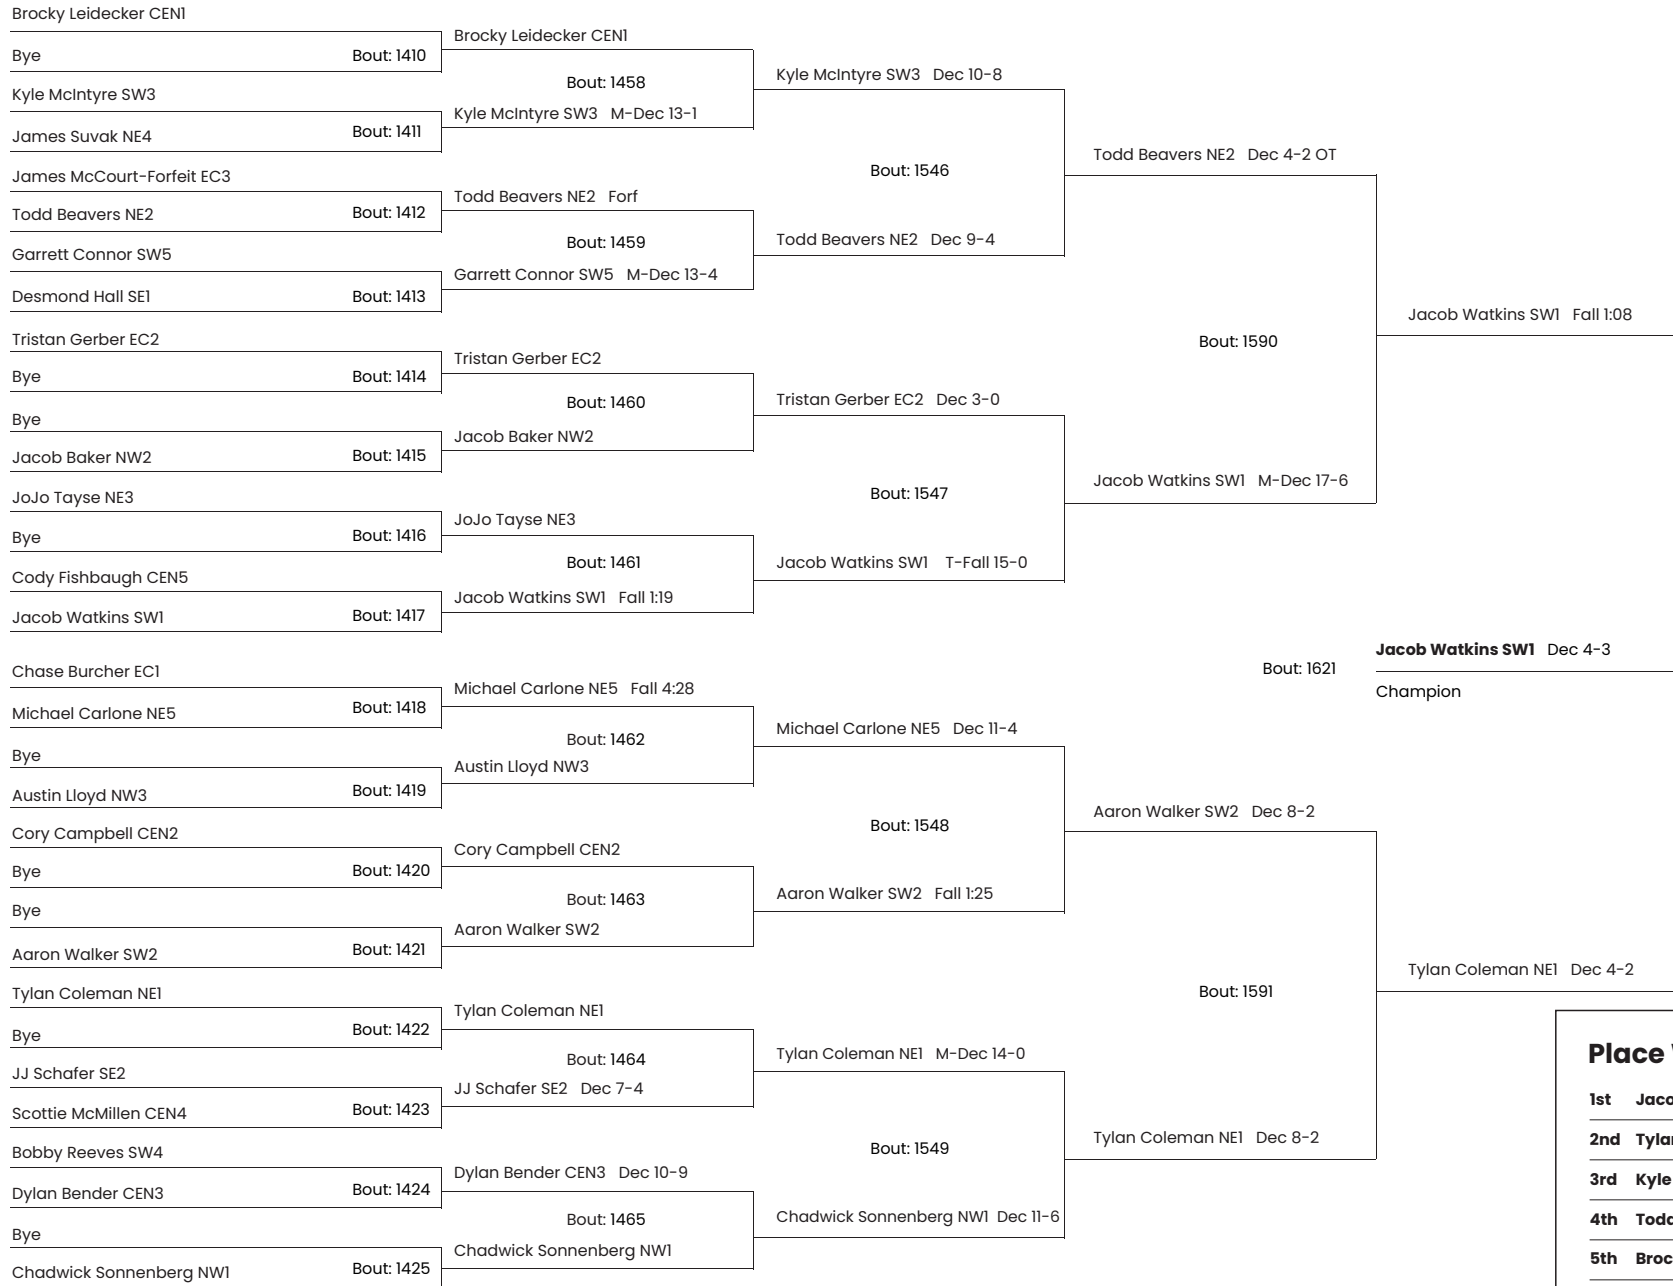 Brocky Leidecker CEN1
Bye
Bout: 1410
Kyle McIntyre SW3
James Suvak NE4
Bout: 1411
James McCourt-Forfeit EC3
Todd Beavers NE2
Bout: 1412
Garrett Connor SW5
Desmond Hall SE1
Bout: 1413
Tristan Gerber EC2
Bye
Bout: 1414
Bye
Jacob Baker NW2
Bout: 1415
JoJo Tayse NE3
Bye
Bout: 1416
Cody Fishbaugh CEN5
Jacob Watkins SW1
Bout: 1417
Chase Burcher EC1
Michael Carlone NE5
Bout: 1418
Bye
Austin Lloyd NW3
Bout: 1419
Cory Campbell CEN2
Bye
Bout: 1420
Bye
Aaron Walker SW2
Bout: 1421
Tylan Coleman NE1
Bye
Bout: 1422
JJ Schafer SE2
Scottie McMillen CEN4
Bout: 1423
Bobby Reeves SW4
Dylan Bender CEN3
Bout: 1424
Bye
Chadwick Sonnenberg NW1
Bout: 1425
Brocky Leidecker CEN1
Bout: 1458
Kyle McIntyre SW3 M-Dec 13-1
Todd Beavers NE2 Forf
Bout: 1459
Garrett Connor SW5 M-Dec 13-4
Tristan Gerber EC2
Bout: 1460
Jacob Baker NW2
JoJo Tayse NE3
Bout: 1461
Jacob Watkins SW1 Fall 1:19
Michael Carlone NE5 Fall 4:28
Bout: 1462
Austin Lloyd NW3
Cory Campbell CEN2
Bout: 1463
Aaron Walker SW2
Tylan Coleman NE1
Bout: 1464
JJ Schafer SE2 Dec 7-4
Dylan Bender CEN3 Dec 10-9
Bout: 1465
Chadwick Sonnenberg NW1
Kyle McIntyre SW3 Dec 10-8
Bout: 1546
Todd Beavers NE2 Dec 9-4
Tristan Gerber EC2 Dec 3-0
Bout: 1547
Jacob Watkins SW1 T-Fall 15-0
Michael Carlone NE5 Dec 11-4
Bout: 1548
Aaron Walker SW2 Fall 1:25
Tylan Coleman NE1 M-Dec 14-0
Bout: 1549
Chadwick Sonnenberg NW1 Dec 11-6
Todd Beavers NE2 Dec 4-2 OT
Bout: 1590
Jacob Watkins SW1 M-Dec 17-6
Aaron Walker SW2 Dec 8-2
Bout: 1591
Tylan Coleman NE1 Dec 8-2
Jacob Watkins SW1 Fall 1:08
Bout: 1621
Jacob Watkins SW1 Dec 4-3
Champion
Tylan Coleman NE1 Dec 4-2
Place
1st
2nd
3rd Kyle
4th
5th